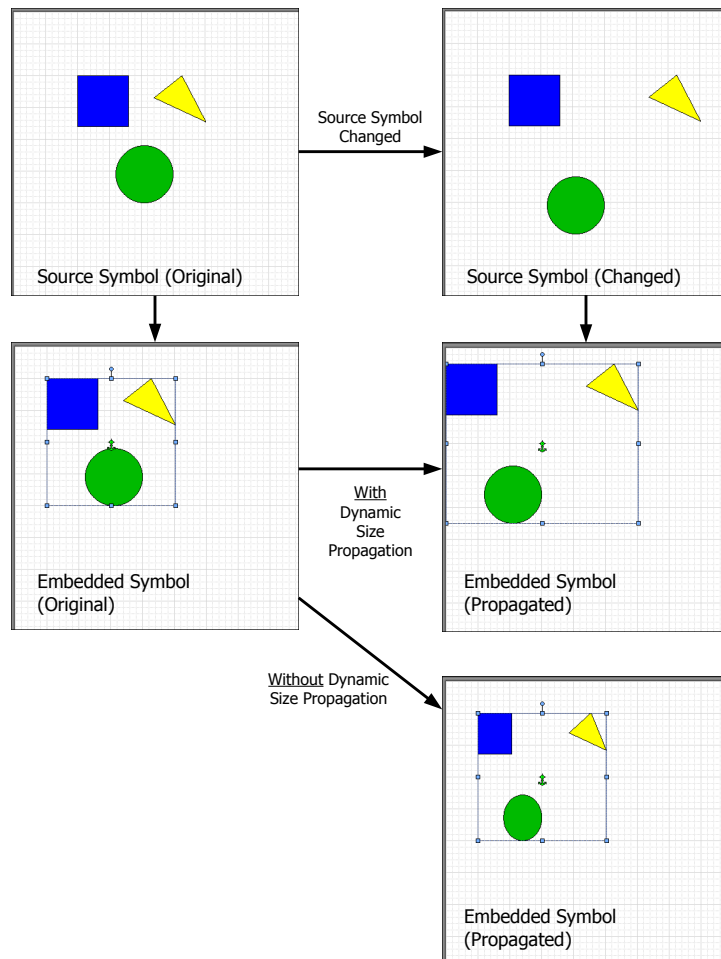 Source Symbol
Changed
Source Symbol (Original)
Source Symbol (Changed)
With
Dynamic
Size
Propagation
Embedded Symbol
(Original)
Embedded Symbol
(Propagated)
Without Dynamic
Size Propagation
Embedded Symbol
(Propagated)